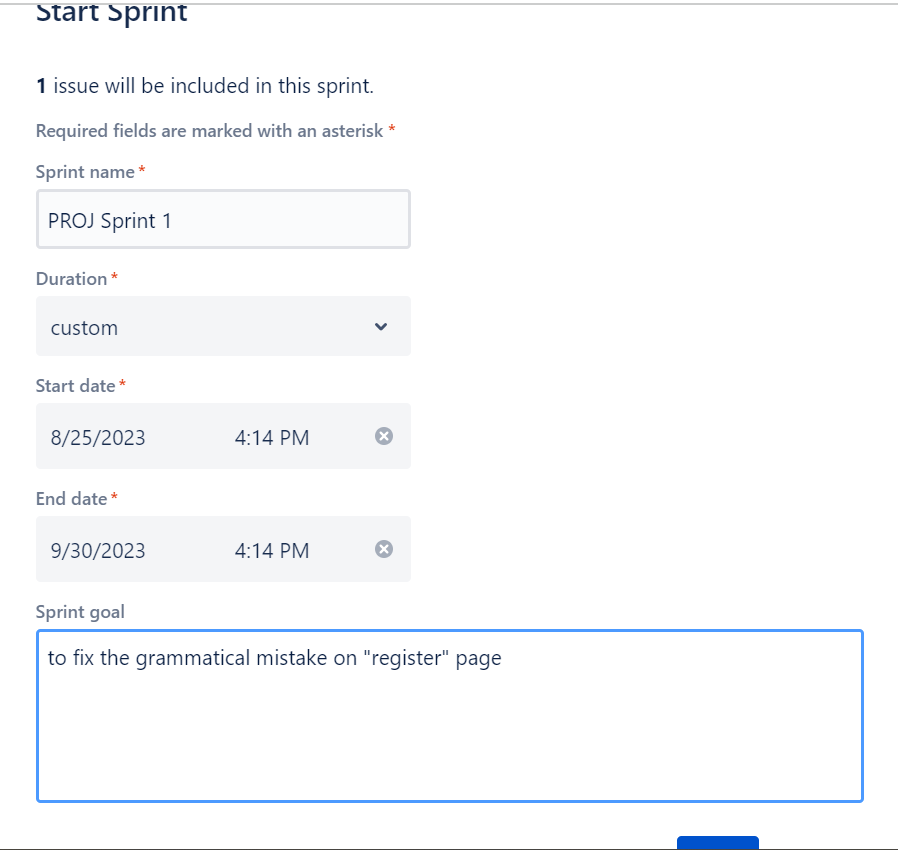 Start Sprint
1 issue will be included in this sprint.
Required fields are marked with an asterisk *
Sprint name *
PROJ Sprint 1
Duration *
custom
Start date *
8/25/2023 4:14 PM
End date *
9/30/2023 4:14 PM
Sprint goal
to fix the grammatical mistake on "register" page